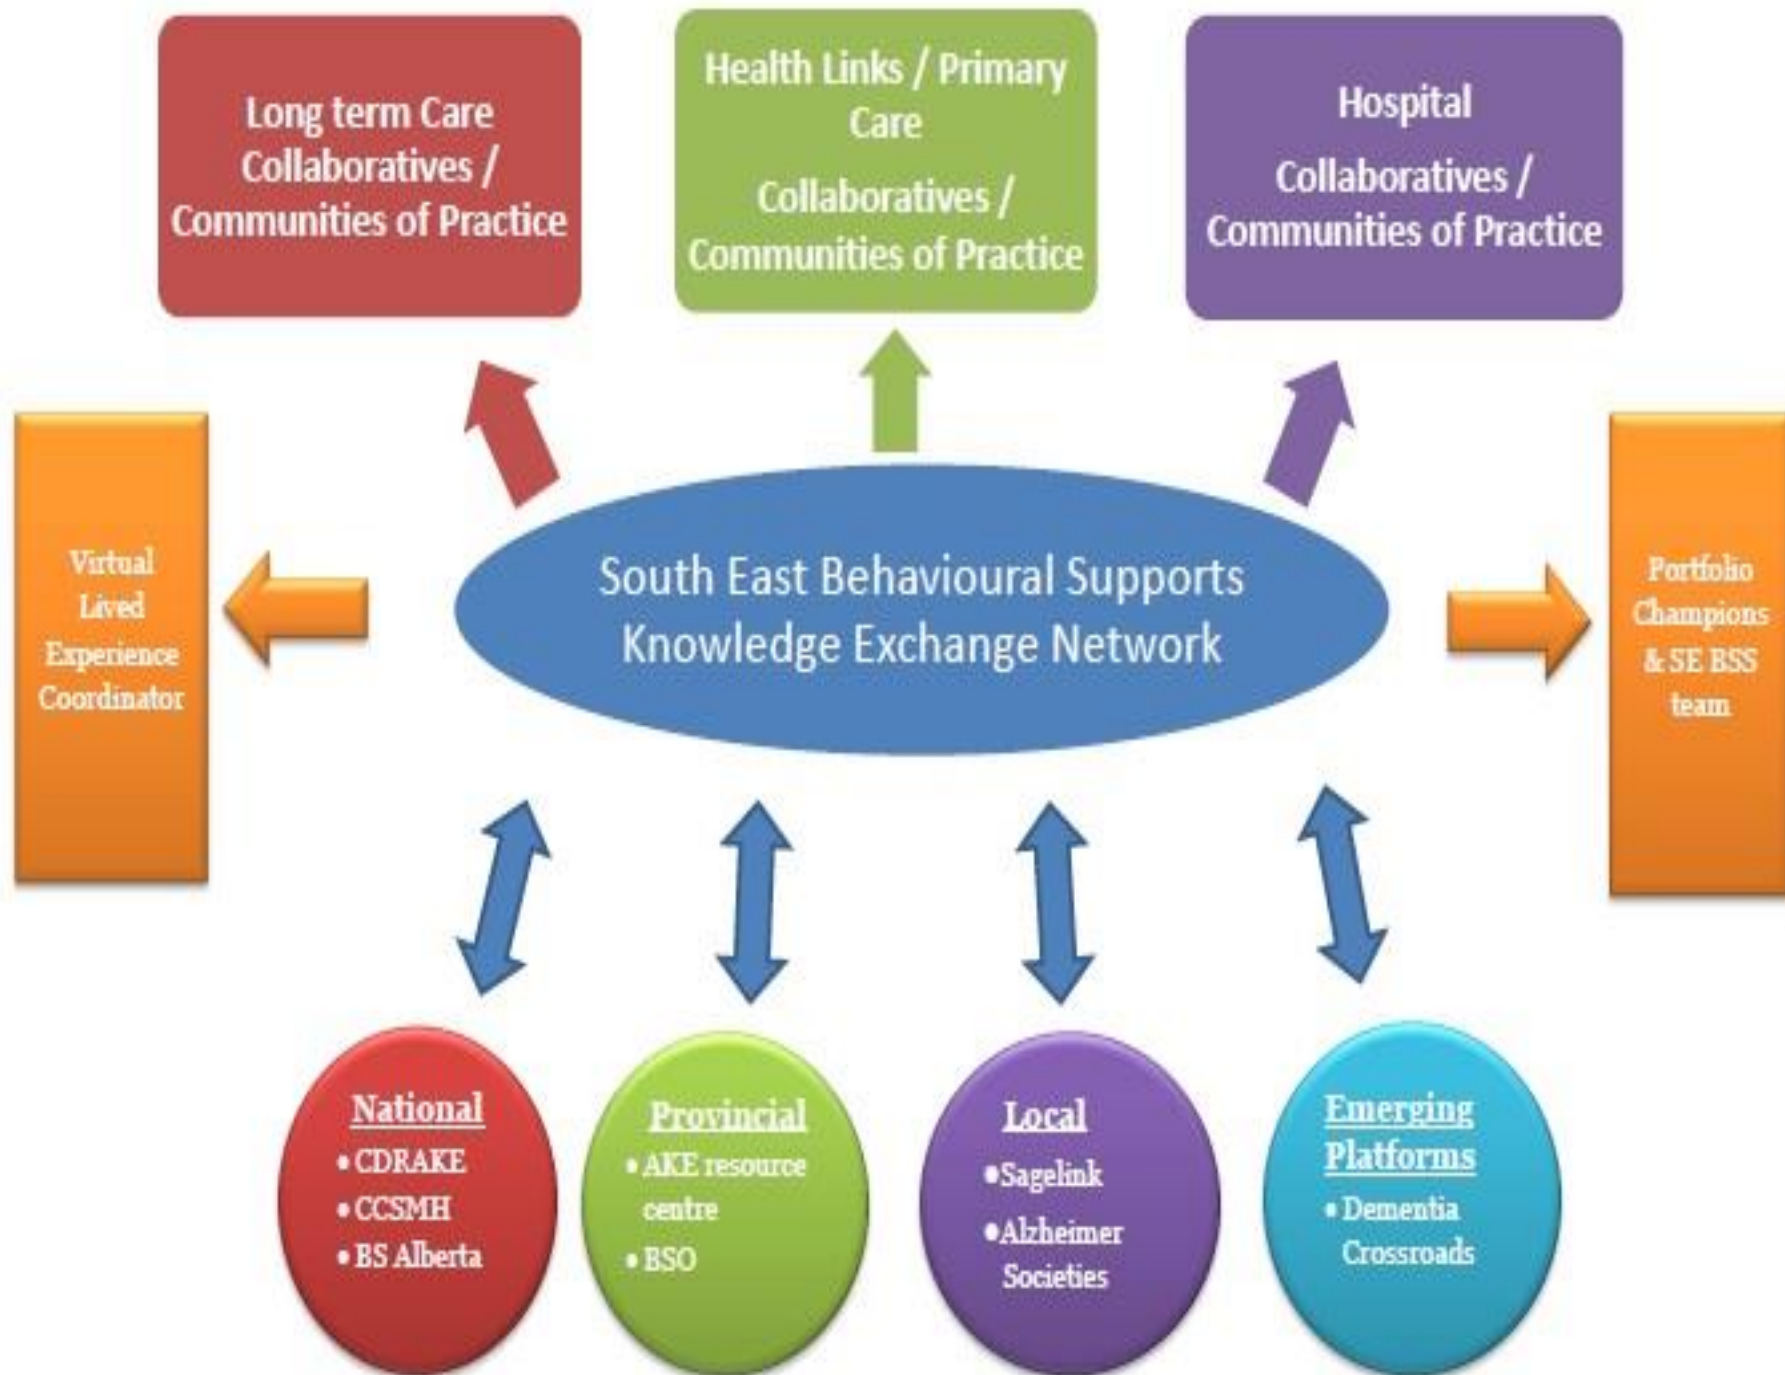 Long term Care
Collaboratives /
Communities of Practice
Health Links / Primary
Care
Collaboratives /
Communities of Practice
Hospital
Collaboratives /
Communities of Practice
Virtual
Lived
Experience
Coordinator
South East Behavioural Supports
Knowledge Exchange Network
Portfolio
Champions
& SE BSS
team
National
• CDRAKE
• CCSMH
• BS Alberta
Provincial
• AKE resource
centre
• BSO
Local
•Sagelink
•Alzheimer
Societies
Emerging
Platforms
• Dementia
Crossroads